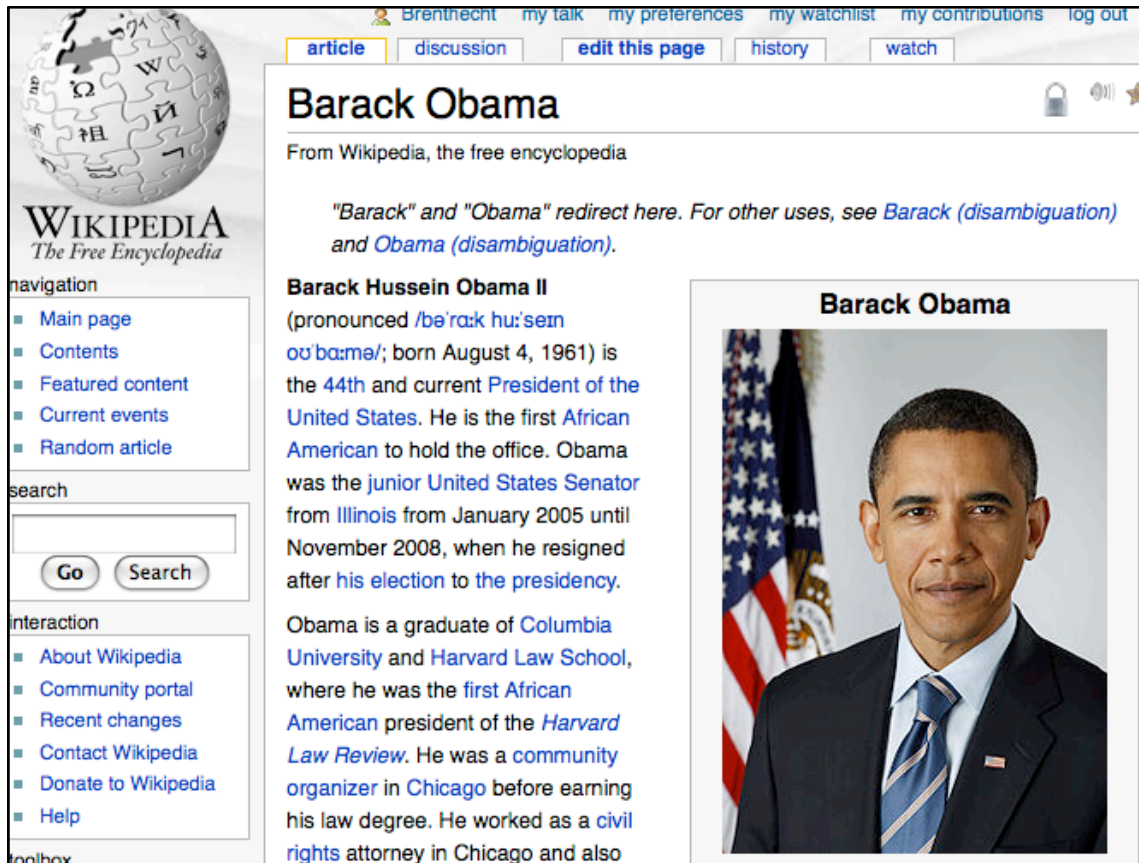 Brenthecht my talk my preferences my watchlist my contributions log out
article discussion edit this page history watch
WIKIPEDIA
The Free Encyclopedia
navigation
Main page
Contents
Featured content
Current events
Random article
search
Go Search
interaction
About Wikipedia
Community portal
Recent changes
Contact Wikipedia
Donate to Wikipedia
Help
toolbox
Barack Obama
From Wikipedia, the free encyclopedia
"Barack" and "Obama" redirect here. For other uses, see Barack (disambiguation)
and Obama (disambiguation).
Barack Hussein Obama II
(pronounced /bəˈrɑːk huːˈseɪn
oʊˈbɑːmə/; born August 4, 1961) is
the 44th and current President of the
United States. He is the first African
American to hold the office. Obama
was the junior United States Senator
from Illinois from January 2005 until
November 2008, when he resigned
after his election to the presidency.
Obama is a graduate of Columbia
University and Harvard Law School,
where he was the first African
American president of the Harvard
Law Review. He was a community
organizer in Chicago before earning
his law degree. He worked as a civil
rights attorney in Chicago and also
Barack Obama